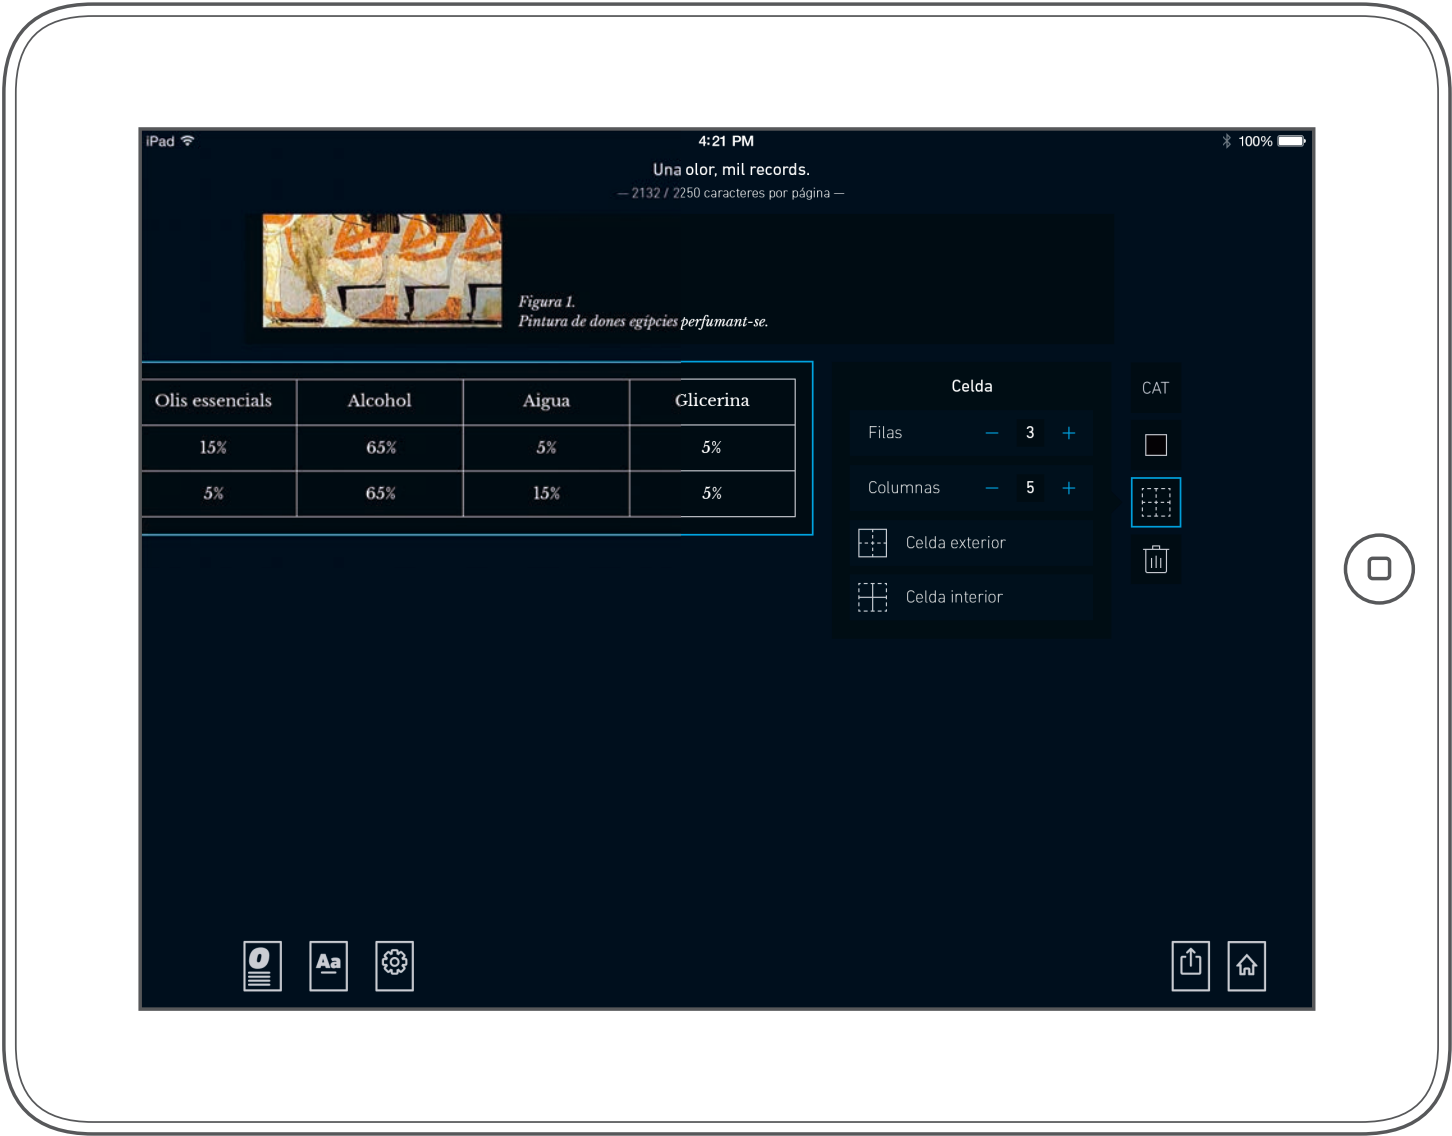 iPad 4:21 PM 100%
Una olor, mil records.
— 2132 / 2250 caracteres por página —
Figura 1.
Pintura de dones egípcies perfumant-se.
Olis essencials Alcohol Aigua Glicerina
15% 65% 5% 5%
5% 65% 15% 5%
Celda
Filas − 3 +
Columnas − 5 +
Celda exterior
Celda interior
CAT
O Aa